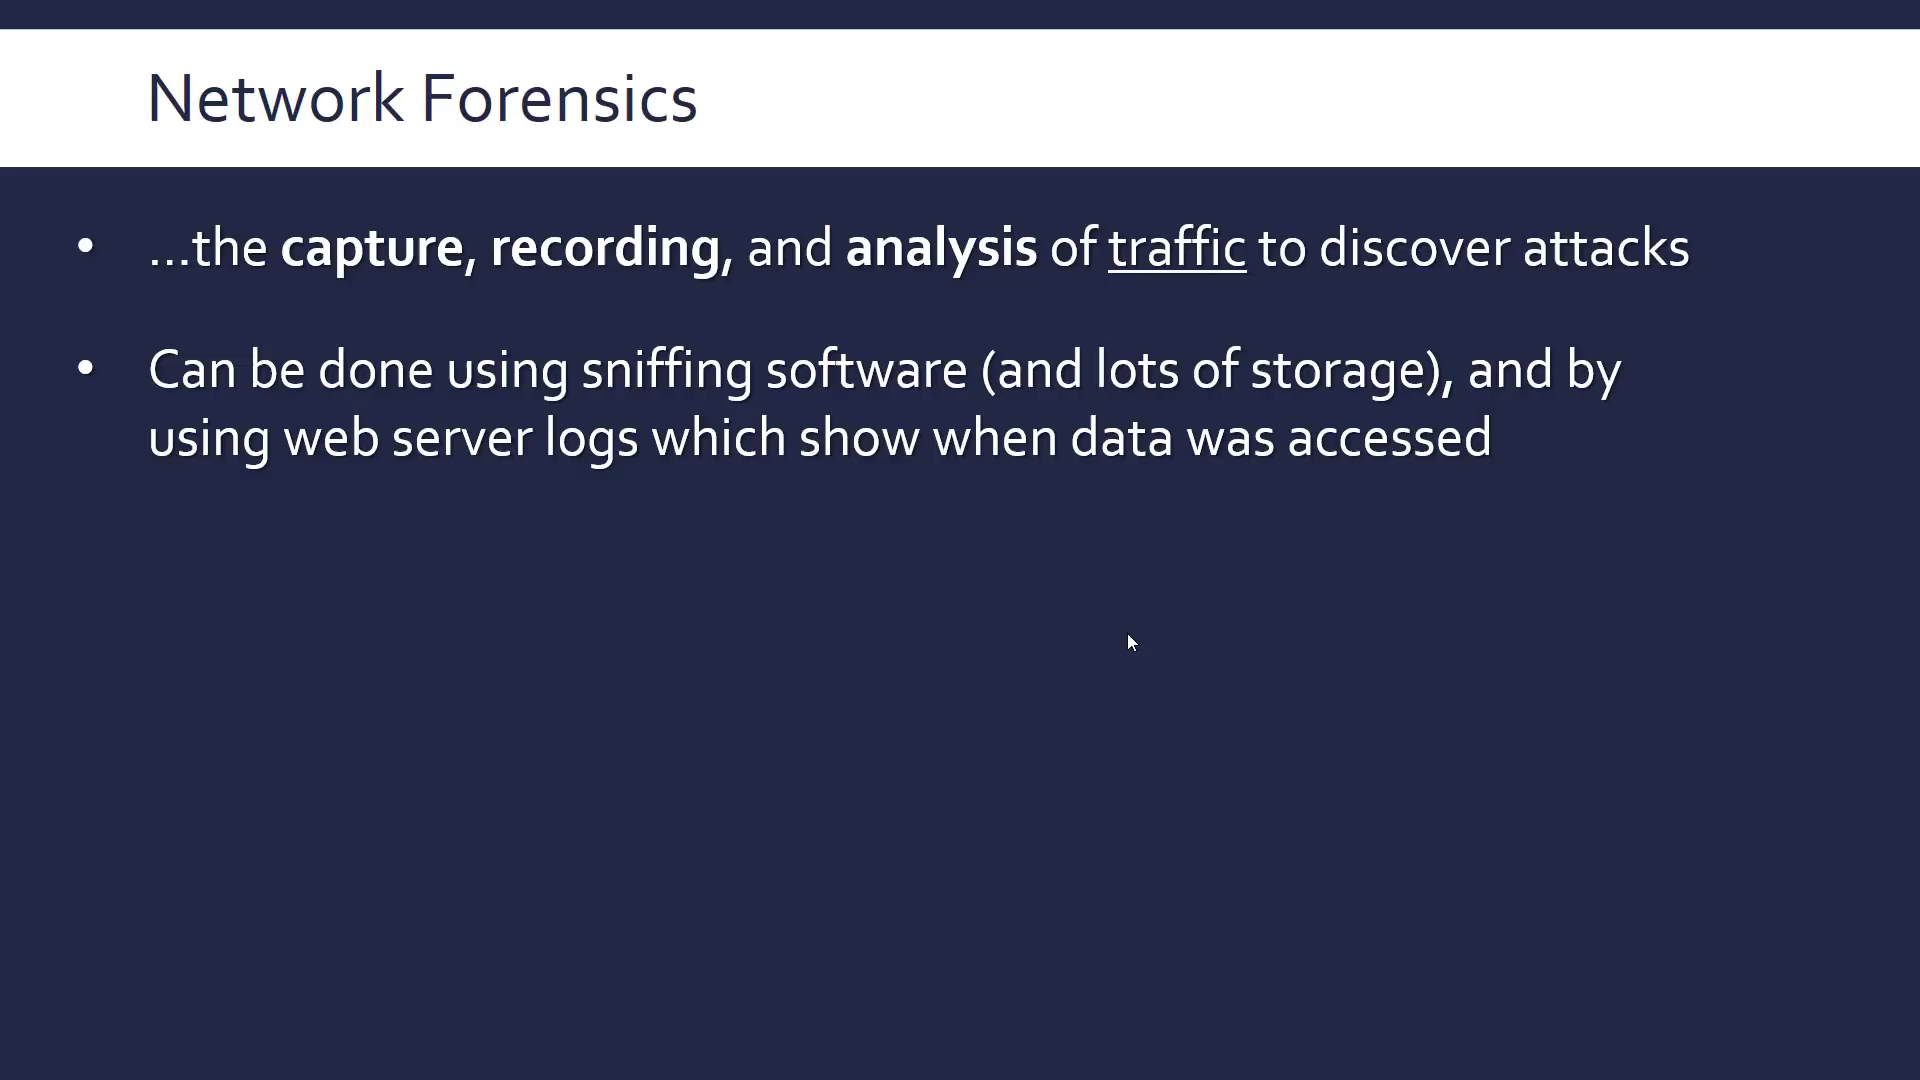 Network Forensics
• ...the capture, recording, and analysis of traffic to discover attacks
• Can be done using sniffing software (and lots of storage), and by
using web server logs which show when data was accessed